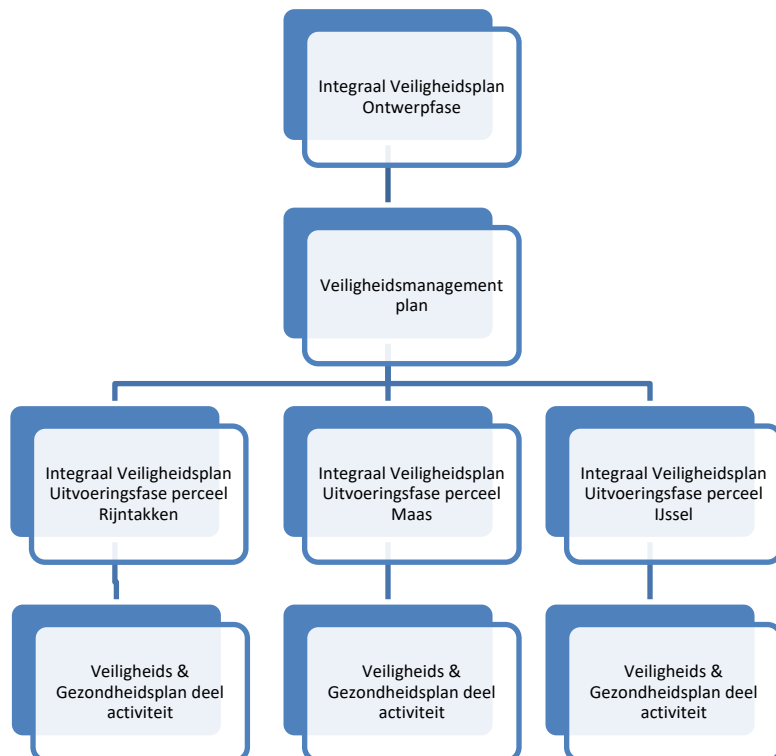 Integraal Veiligheidsplan
Ontwerpfase
Veiligheidsmanagement
plan
Integraal Veiligheidsplan
Uitvoeringsfase perceel
Rijntakken
Integraal Veiligheidsplan
Uitvoeringsfase perceel
Maas
Integraal Veiligheidsplan
Uitvoeringsfase perceel
IJssel
Veiligheids &
Gezondheidsplan deel
activiteit
Veiligheids &
Gezondheidsplan deel
activiteit
Veiligheids &
Gezondheidsplan deel
activiteit